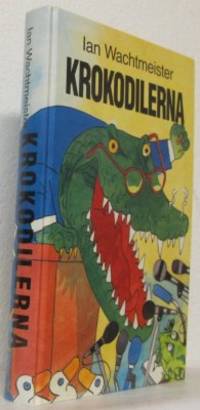 Ian Wachtmeister
KROKODILERNA
Ian Wachtmeister
KROKODILERNA